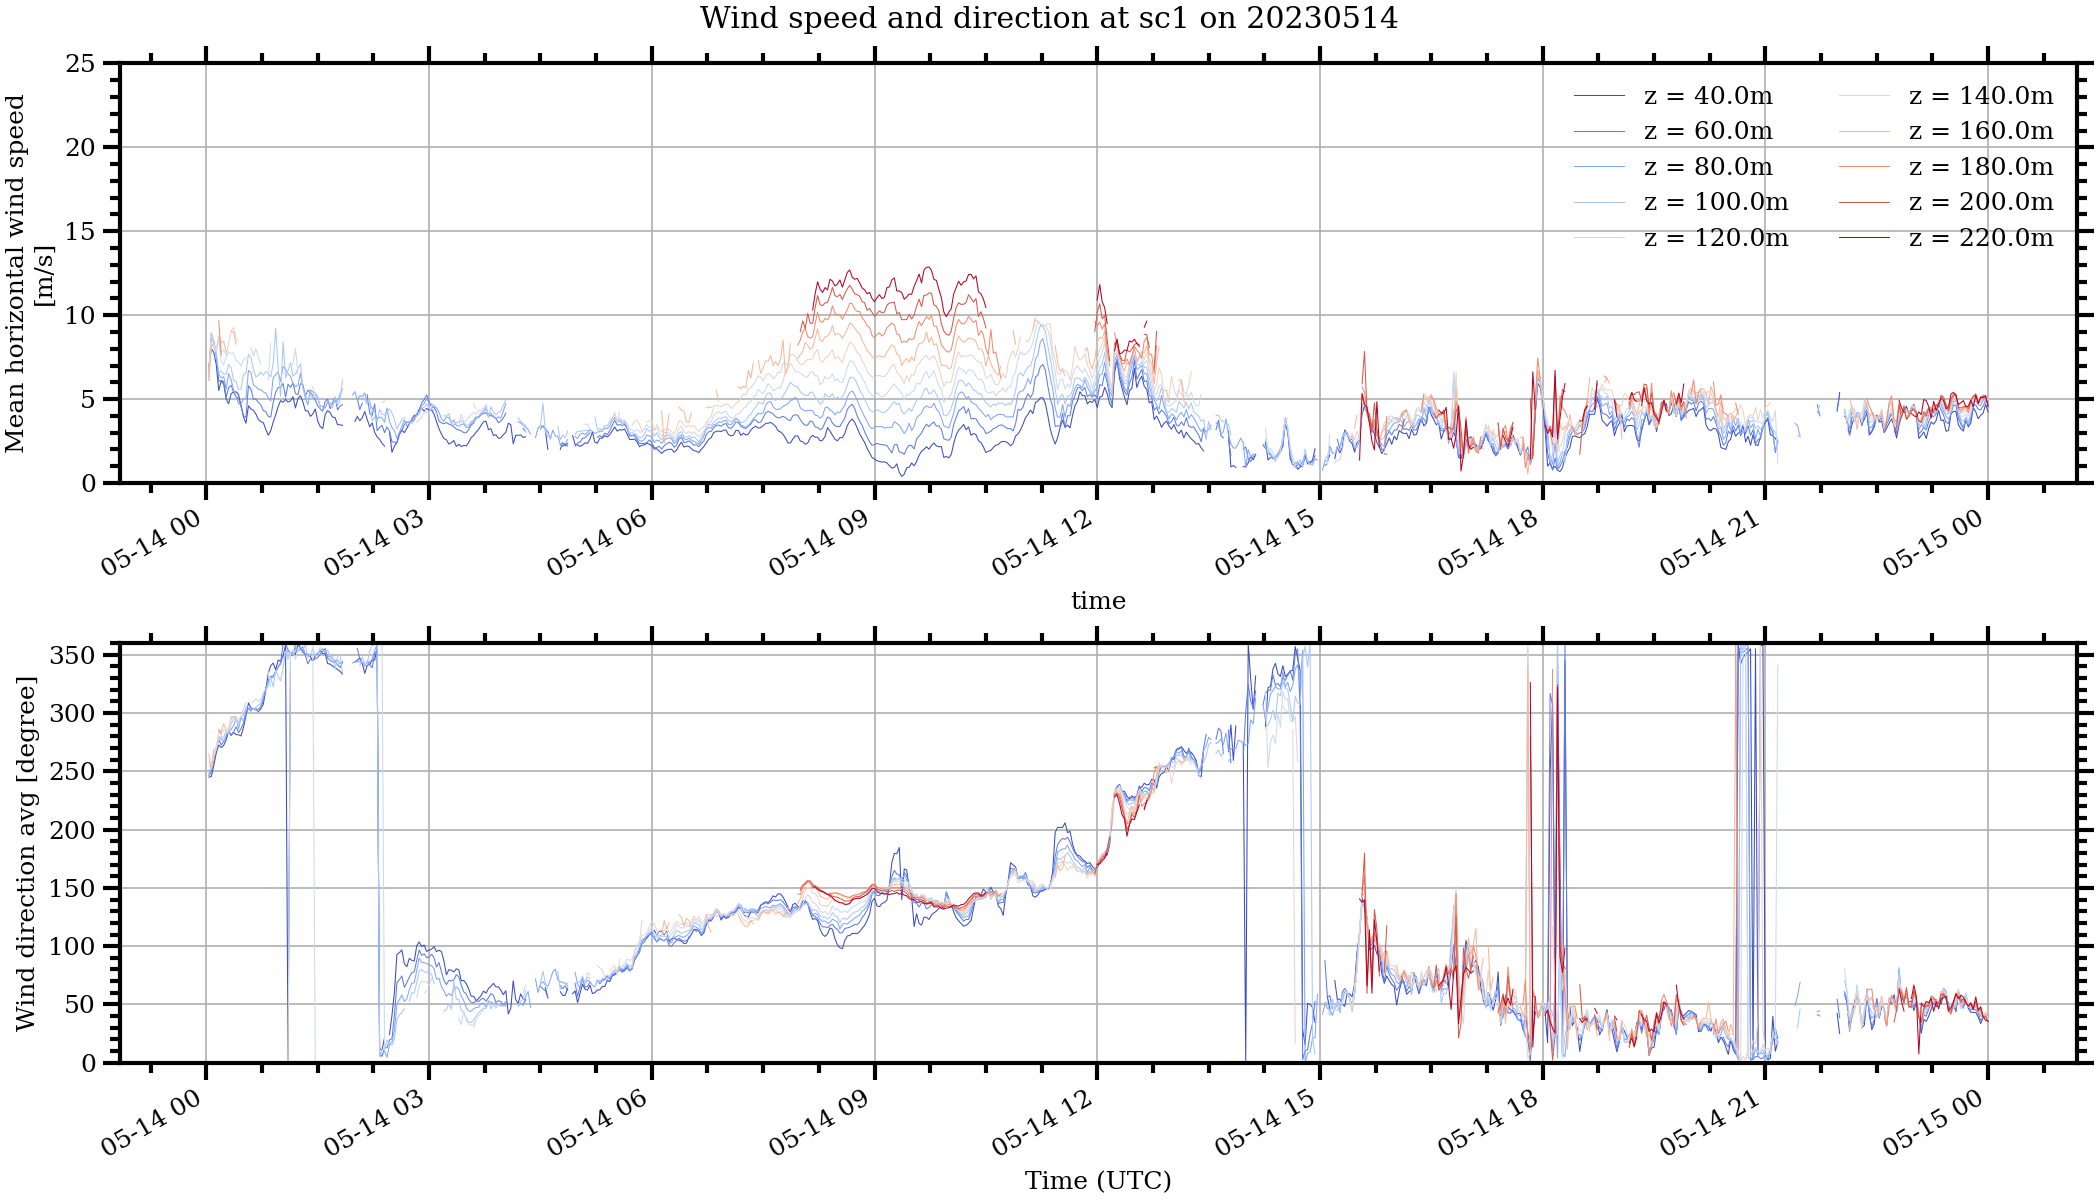 Wind speed and direction at sc1 on 20230514
Mean horizontal wind speed
[m/s]
25
20
15
10
5
0
z = 40.0m
z = 60.0m
z = 80.0m
z = 100.0m
z = 120.0m
z = 140.0m
z = 160.0m
z = 180.0m
z = 200.0m
z = 220.0m
05-14 00
05-14 03
05-14 06
05-14 09
05-14 12
05-14 15
05-14 18
05-14 21
05-15 00
time
Wind direction avg [degree]
350
300
250
200
150
100
50
0
05-14 00
05-14 03
05-14 06
05-14 09
05-14 12
05-14 15
05-14 18
05-14 21
05-15 00
Time (UTC)